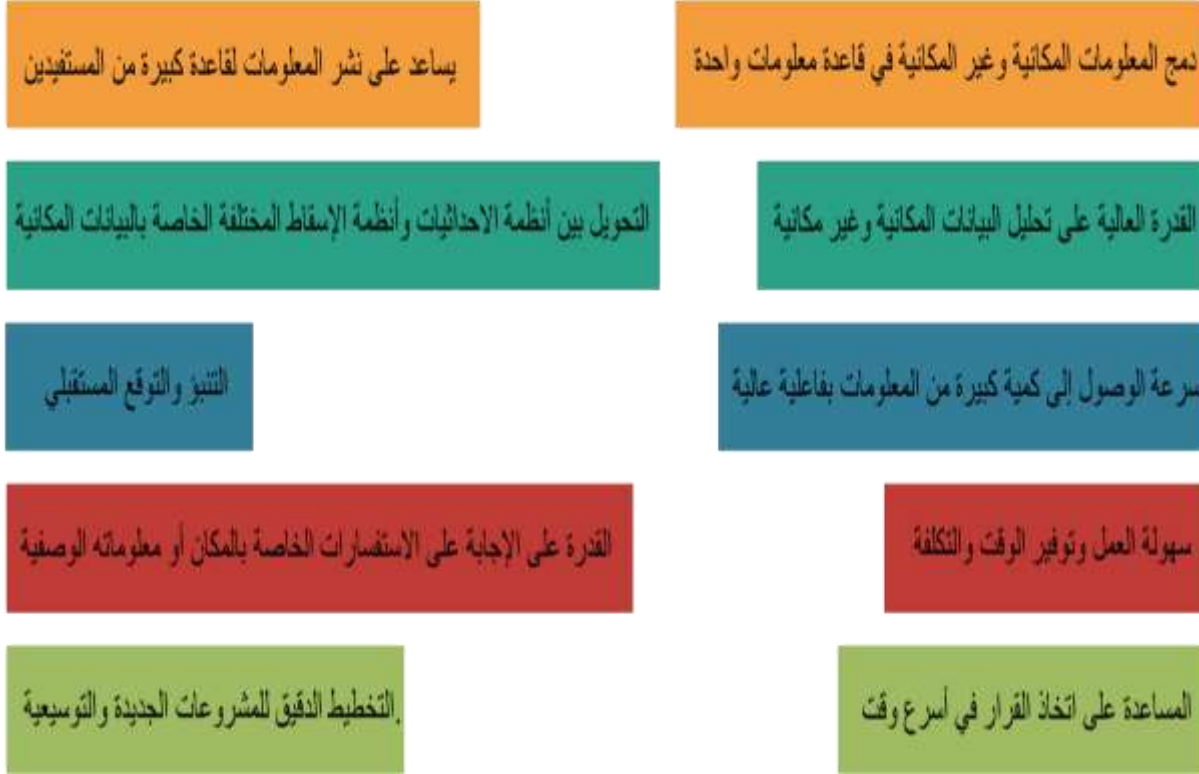 دمج المعلومات المكانية وغير المكانية في قاعدة معلومات واحدة
يساعد على نشر المعلومات لقاعدة كبيرة من المستفيدين
القدرة العالية على تحليل البيانات المكانية وغير مكانية
التحويل بين أنظمة الاحداثيات وأنظمة الإسقاط المختلفة الخاصة بالبيانات المكانية
سرعة الوصول إلى كمية كبيرة من المعلومات بفاعلية عالية
التنبؤ والتوقع المستقبلي
سهولة العمل وتوفير الوقت والتكلفة
القدرة على الإجابة على الاستفسارات الخاصة بالمكان أو معلوماته الوصفية
المساعدة على اتخاذ القرار في أسرع وقت
التخطيط الدقيق للمشروعات الجديدة والتوسيعية.